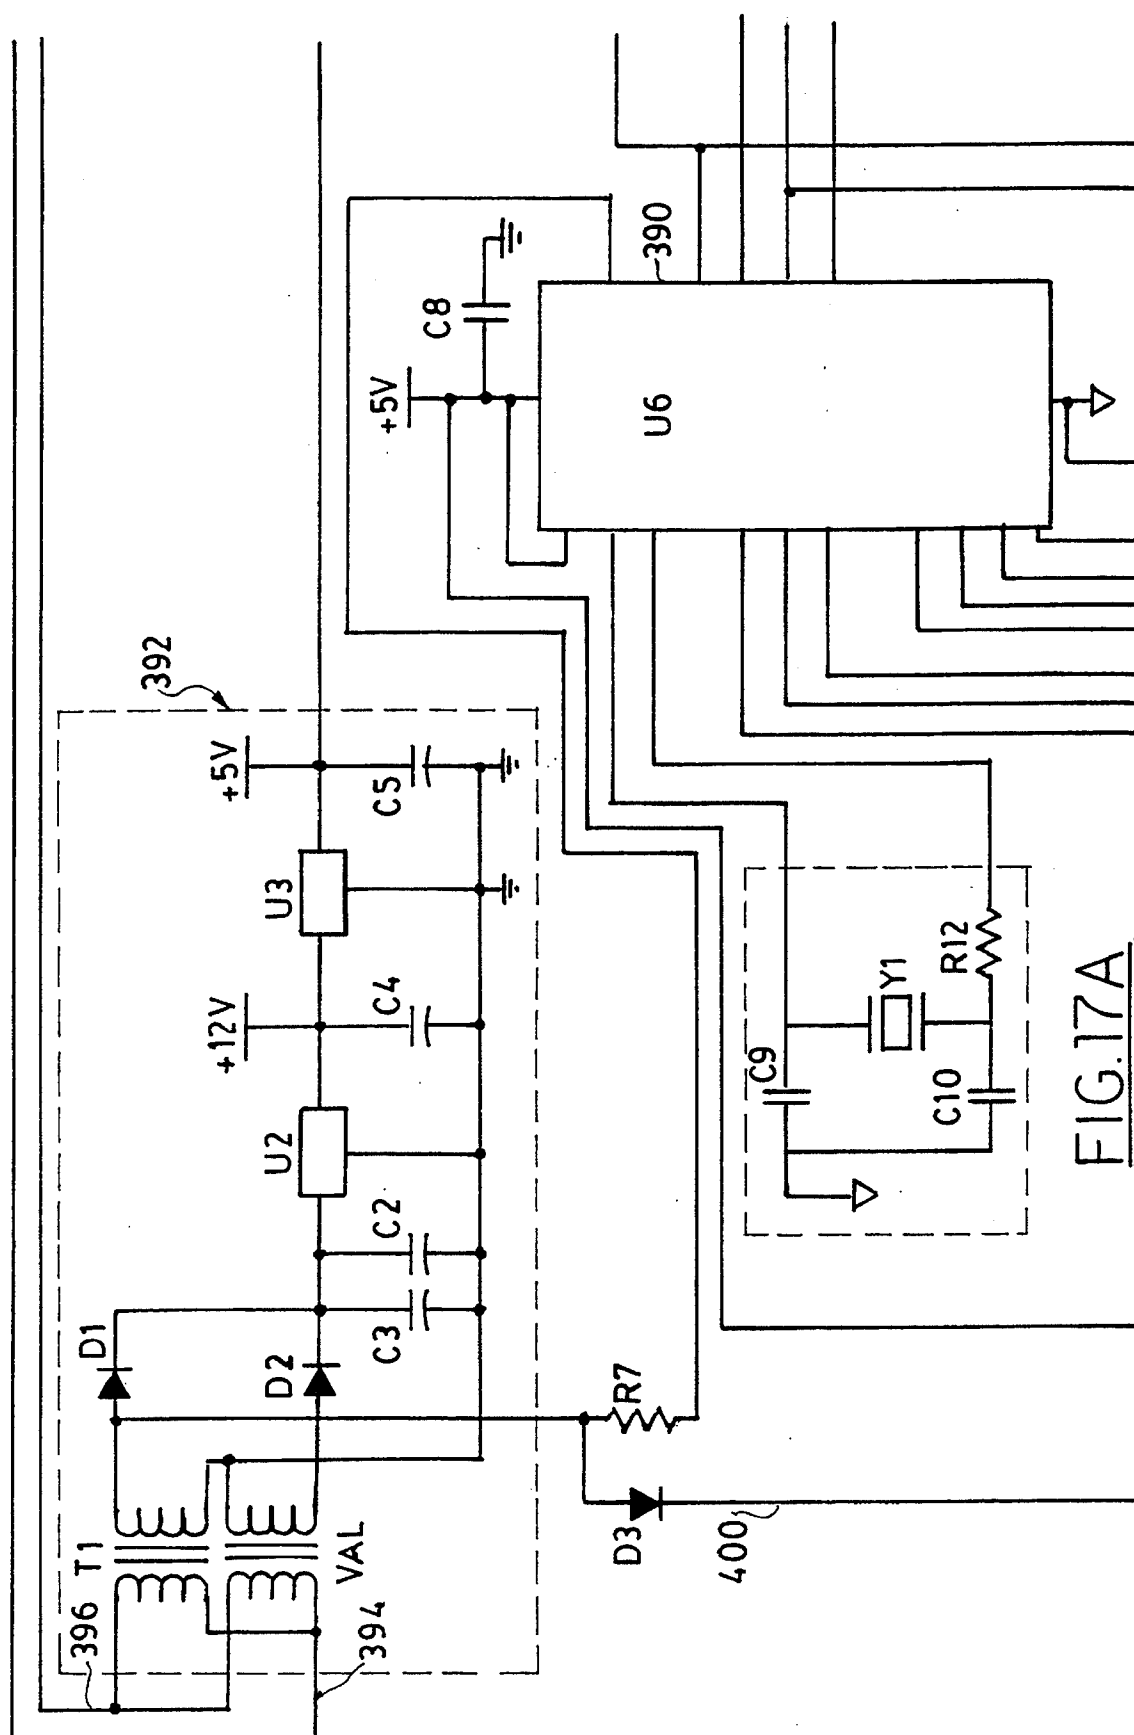 396
T1
D1
VAL
394
D2
C3
C2
U2
+12V
C4
U3
+5V
C5
392
D3
400
R7
+5V
C8
390
U6
C9
Y1
C10
R12
FIG.17A